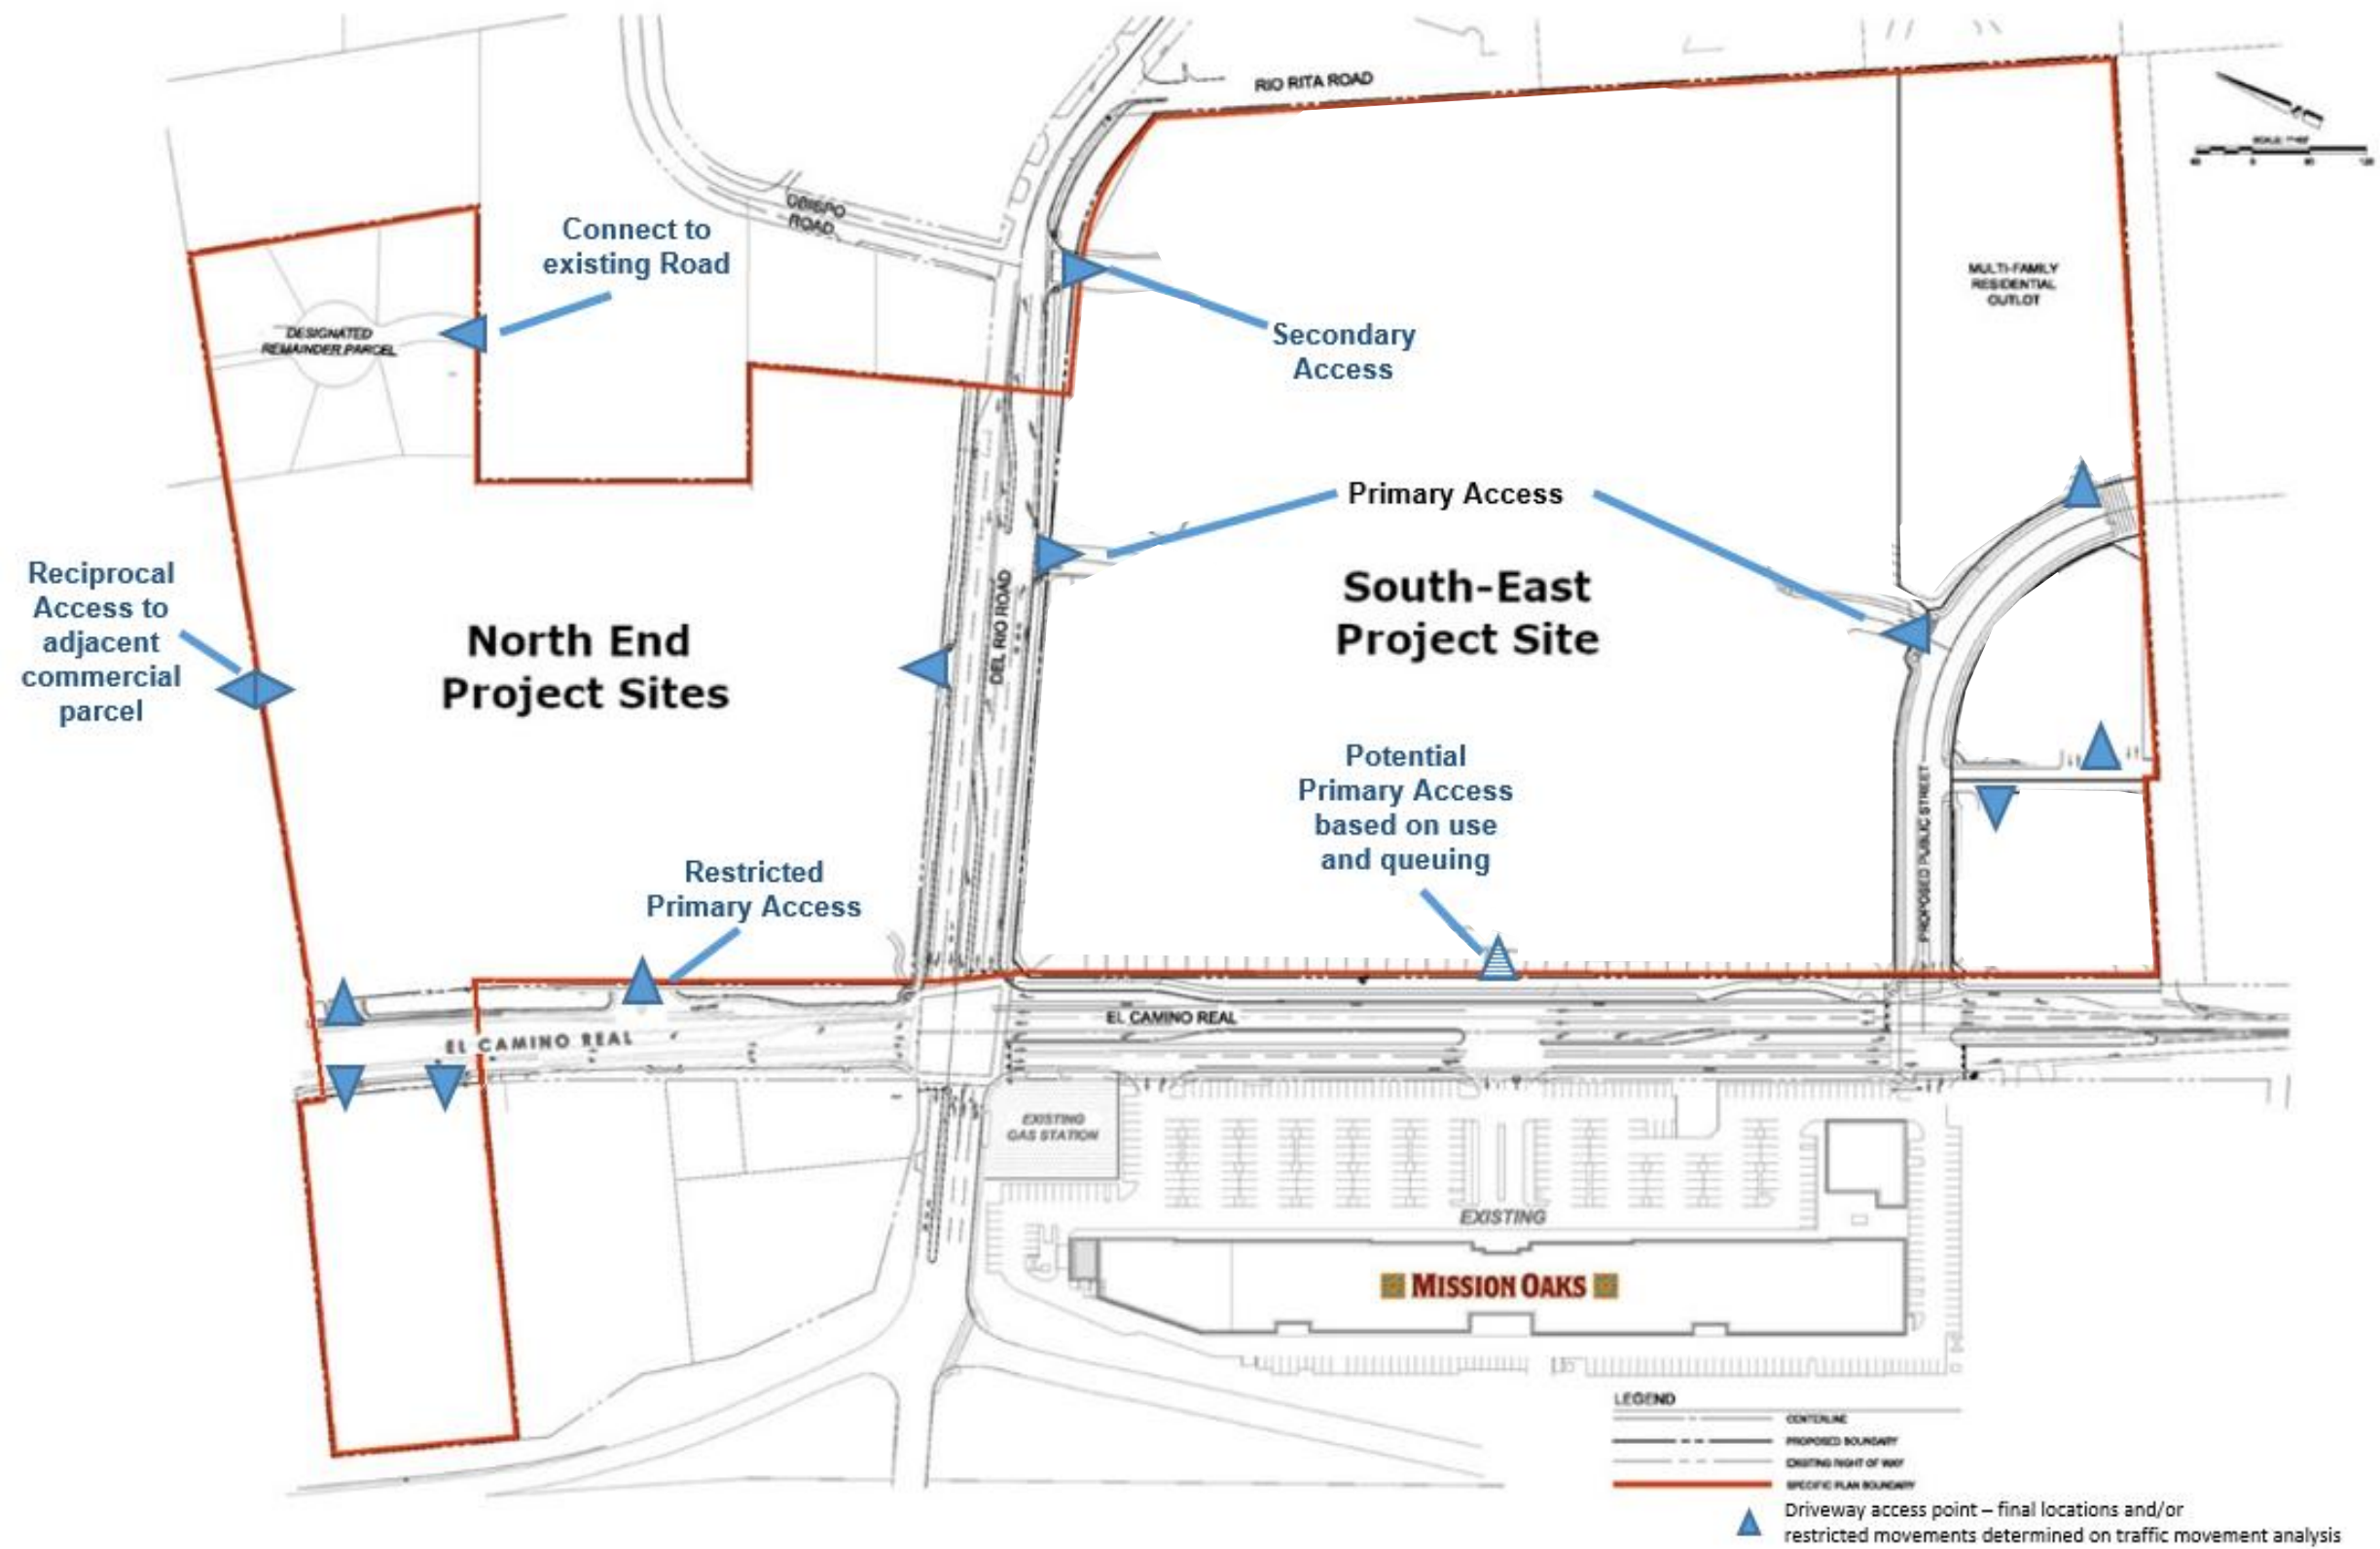 RIO RITA ROAD
OBISPO
ROAD
Connect to
existing Road
DESIGNATED
REMAINDER PARCEL
Secondary
Access
MULTI-FAMILY
RESIDENTIAL
OUTLOT
Primary Access
Reciprocal
Access to
adjacent
commercial
parcel
North End
Project Sites
DEL RIO ROAD
South-East
Project Site
Potential
Primary Access
based on use
and queuing
Restricted
Primary Access
PROPOSED PUBLIC STREET
EL CAMINO REAL
EL CAMINO REAL
EXISTING
GAS STATION
EXISTING
MISSION OAKS
LEGEND
CENTERLINE
PROPOSED BOUNDARY
EXISTING RIGHT OF WAY
SPECIFIC PLAN BOUNDARY
Driveway access point – final locations and/or
restricted movements determined on traffic movement analysis